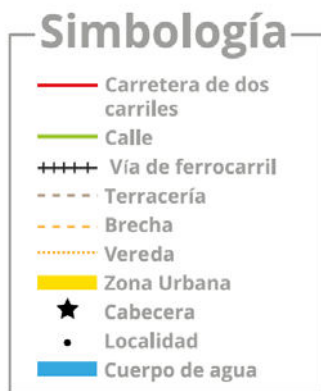 Simbología
Carretera de dos
carriles
Calle
Vía de ferrocarril
Terracería
Brecha
Vereda
Zona Urbana
Cabecera
Localidad
Cuerpo de agua